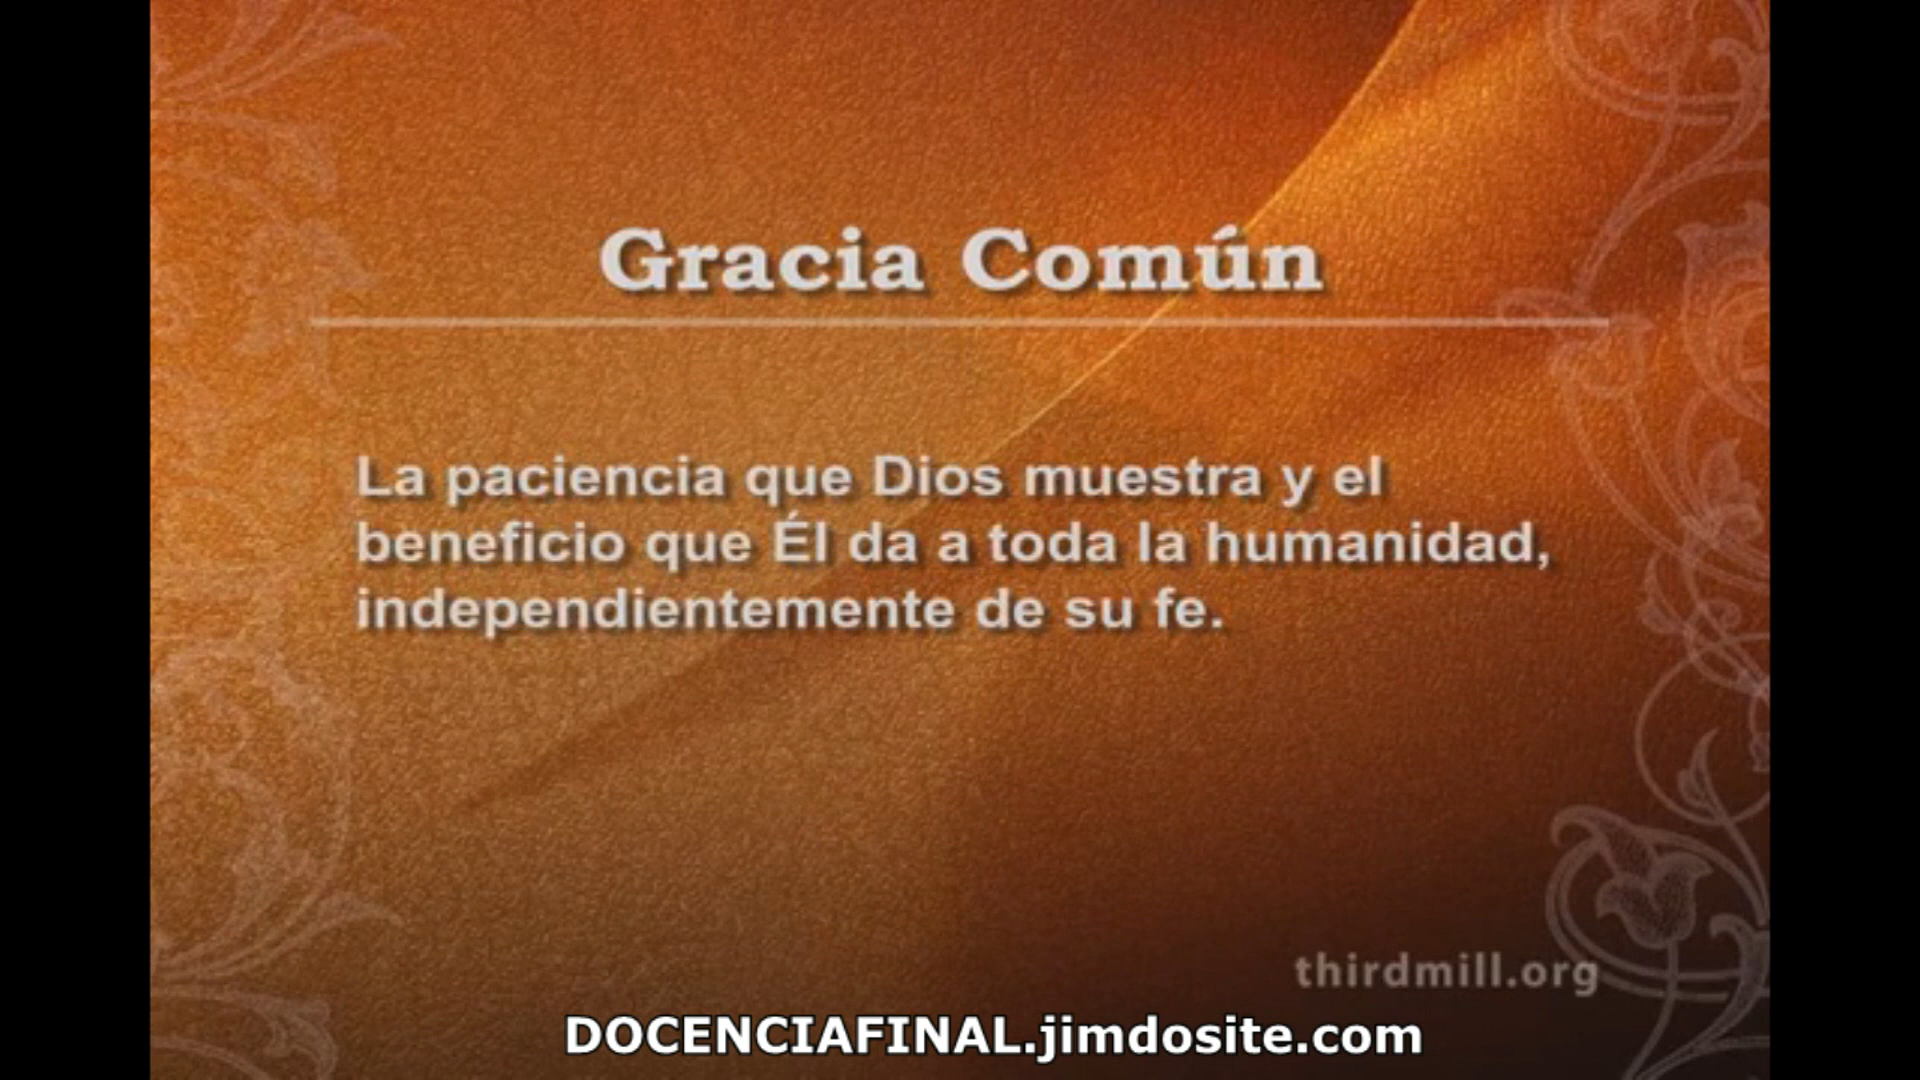 Gracia Común
La paciencia que Dios muestra y el
beneficio que Él da a toda la humanidad,
independientemente de su fe.
thirdmill.org
DOCENCIAFINAL.jimdosite.com